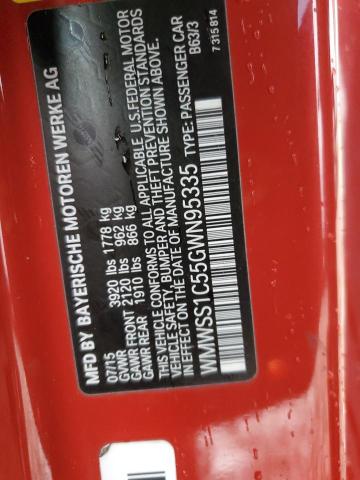 MFD BY BAYERISCHE MOTOREN WERKE AG
07/15 3920 lbs 1778 kg
GVWR 2120 lbs 962 kg
GAWR FRONT 1910 lbs 866 kg
GAWR REAR
THIS VEHICLE CONFORMS TO ALL APPLICABLE U.S.FEDERAL MOTOR
VEHICLE SAFETY, BUMPER AND THEFT PREVENTION STANDARDS
IN EFFECT ON THE DATE OF MANUFACTURE SHOWN ABOVE.
WMWSS1C55GWN95335 TYPE: PASSENGER CAR
B63/3
7 315 814